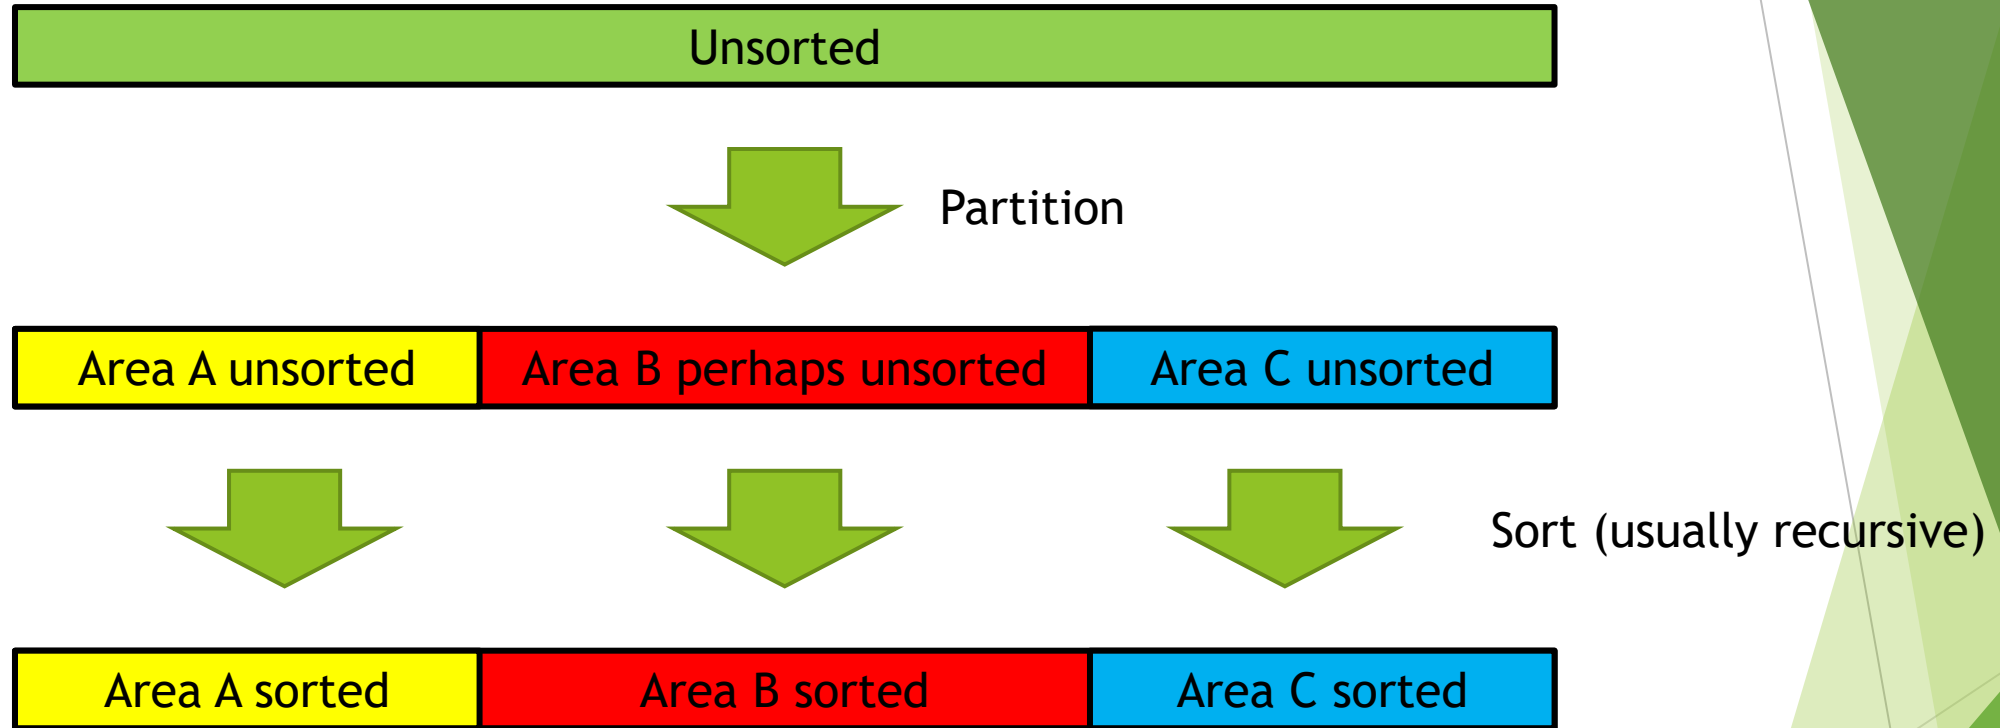 Unsorted
Partition
Area A unsorted
Area B perhaps unsorted
Area C unsorted
Sort (usually recursive)
Area A sorted
Area B sorted
Area C sorted